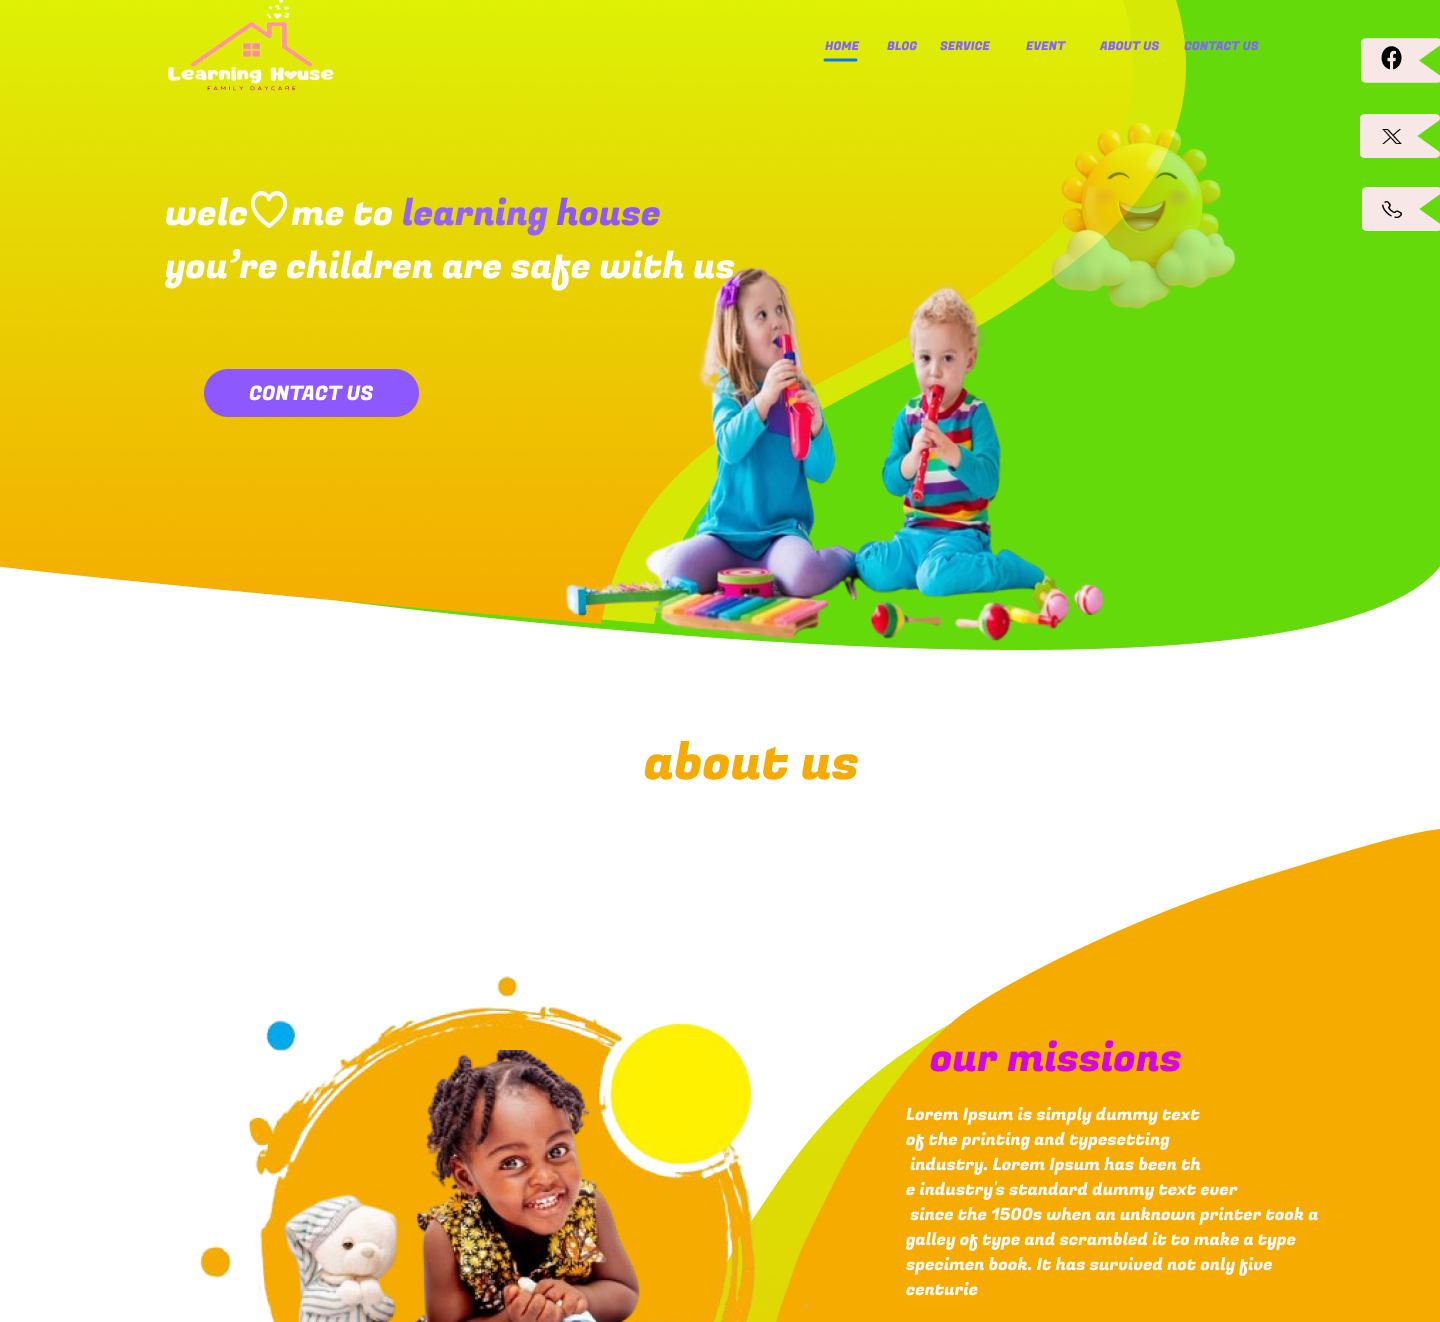 Learning House
FAMILY DAYCARE
HOME BLOG SERVICE EVENT ABOUT US CONTACT US
welc♡me to learning house
you’re children are safe with us
CONTACT US
about us
our missions
Lorem Ipsum is simply dummy text
of the printing and typesetting
industry. Lorem Ipsum has been th
e industry's standard dummy text ever
since the 1500s when an unknown printer took a
galley of type and scrambled it to make a type
specimen book. It has survived not only five
centurie